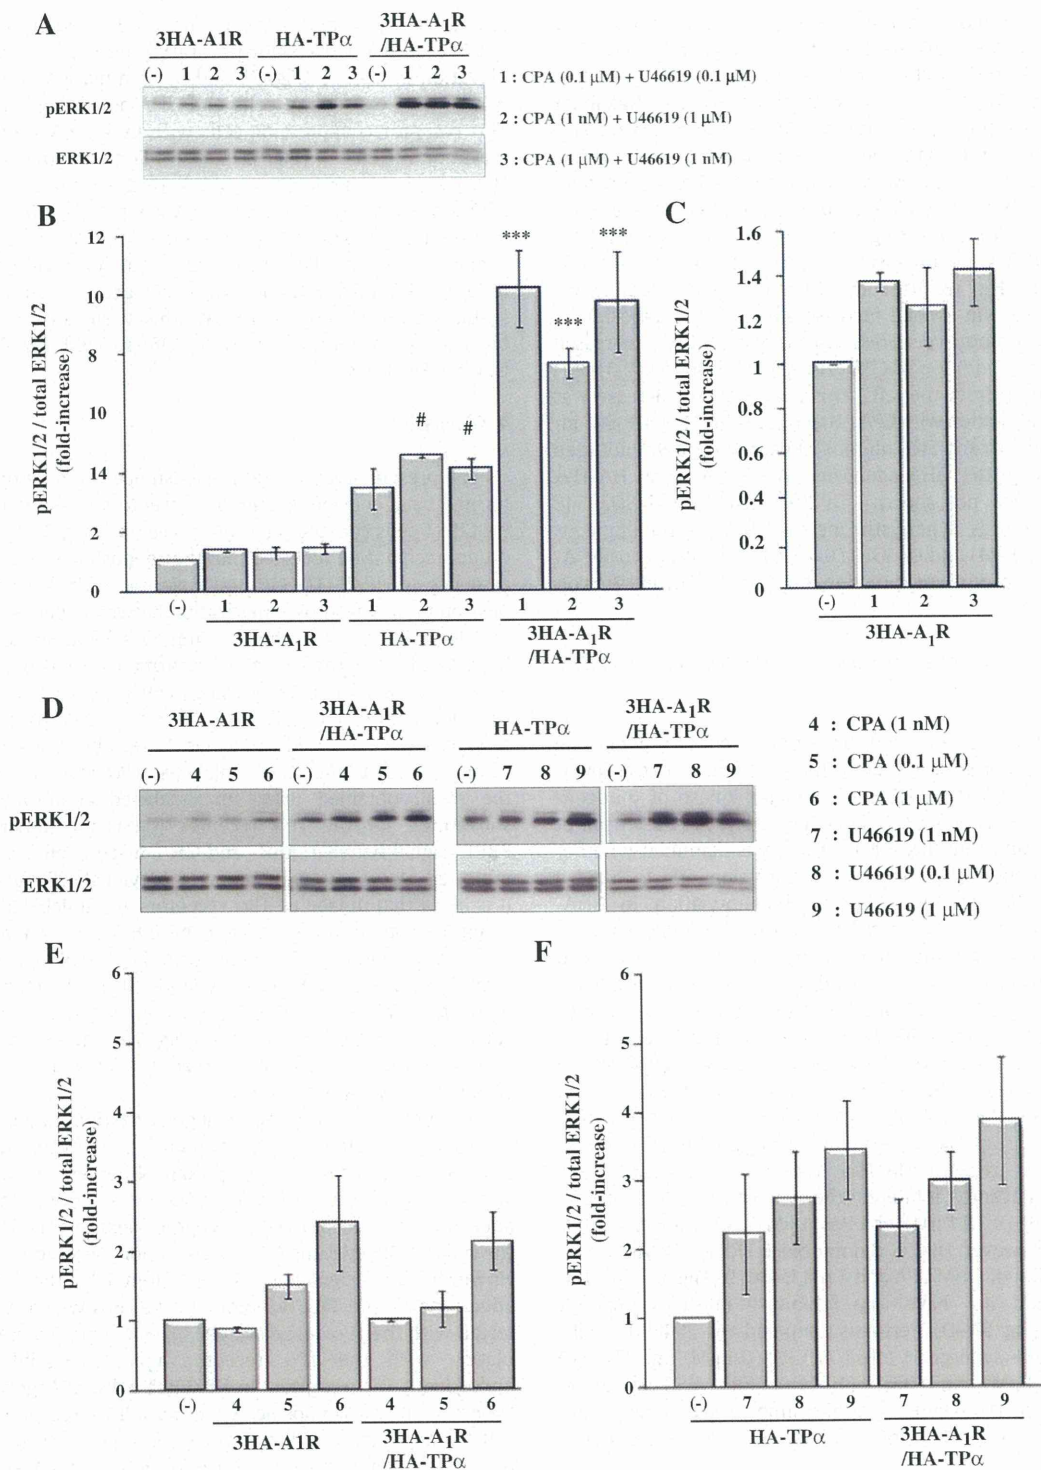 A
3HA-A1R HA-TPα 3HA-A1R /HA-TPα
(-) 1 2 3 (-) 1 2 3 (-) 1 2 3
pERK1/2
ERK1/2
1 : CPA (0.1 μM) + U46619 (0.1 μM)
2 : CPA (1 nM) + U46619 (1 μM)
3 : CPA (1 μM) + U46619 (1 nM)
B
pERK1/2 / total ERK1/2
(fold-increase)
12
10
8
10
14
2
0
# # *** *** ***
(-) 1 2 3 1 2 3 1 2 3
3HA-A1R HA-TPα 3HA-A1R
/HA-TPα
C
pERK1/2 / total ERK1/2
(fold-increase)
1.6
1.4
1.2
1
0.8
0.6
0.4
0.2
0
(-) 1 2 3
3HA-A1R
D
3HA-A1R 3HA-A1R /HA-TPα HA-TPα 3HA-A1R /HA-TPα
(-) 4 5 6 (-) 4 5 6 (-) 7 8 9 (-) 7 8 9
pERK1/2
ERK1/2
4 : CPA (1 nM)
5 : CPA (0.1 μM)
6 : CPA (1 μM)
7 : U46619 (1 nM)
8 : U46619 (0.1 μM)
9 : U46619 (1 μM)
E
pERK1/2 / total ERK1/2
(fold-increase)
6
5
4
3
2
1
0
(-) 4 5 6 4 5 6
3HA-A1R 3HA-A1R
/HA-TPα
F
pERK1/2 / total ERK1/2
(fold-increase)
6
5
4
3
2
1
0
(-) 7 8 9 7 8 9
HA-TPα 3HA-A1R
/HA-TPα